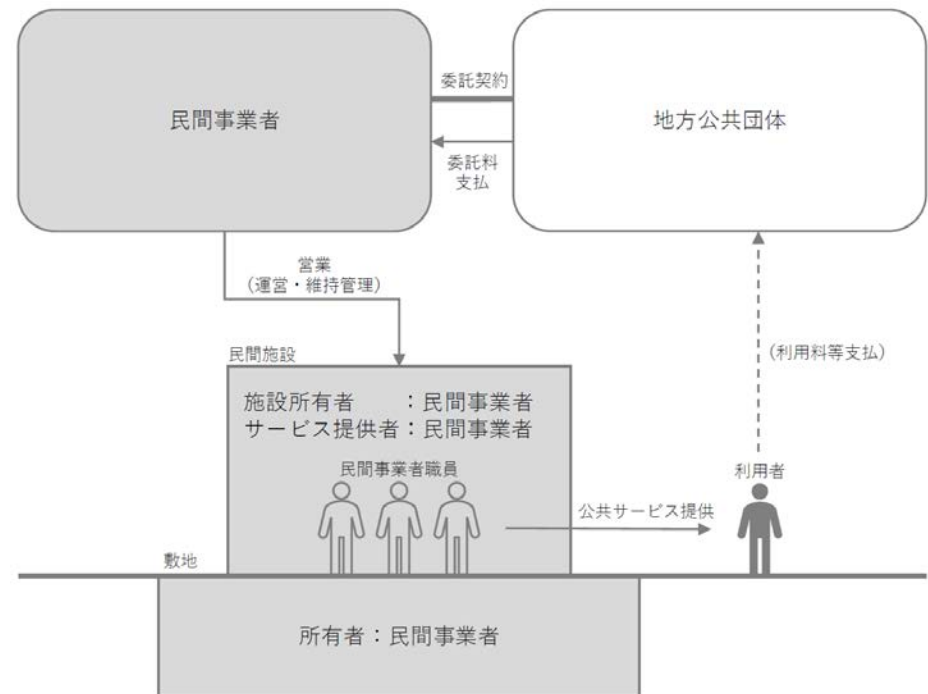 民間事業者
委託契約
地方公共団体
委託料
支払
営業
（運営・維持管理）
(利用料等支払)
民間施設
施設所有者　　：民間事業者
サービス提供者：民間事業者
民間事業者職員
利用者
公共サービス提供
敷地
所有者：民間事業者